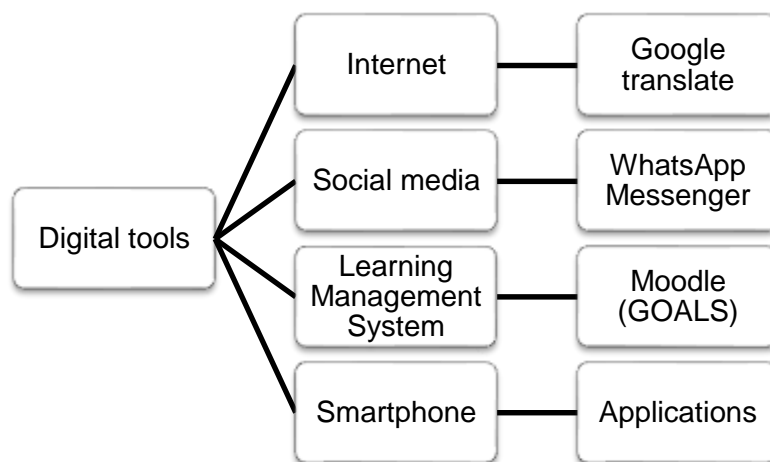 Digital tools
Internet
Google
translate
Social media
WhatsApp
Messenger
Learning
Management
System
Moodle
(GOALS)
Smartphone
Applications